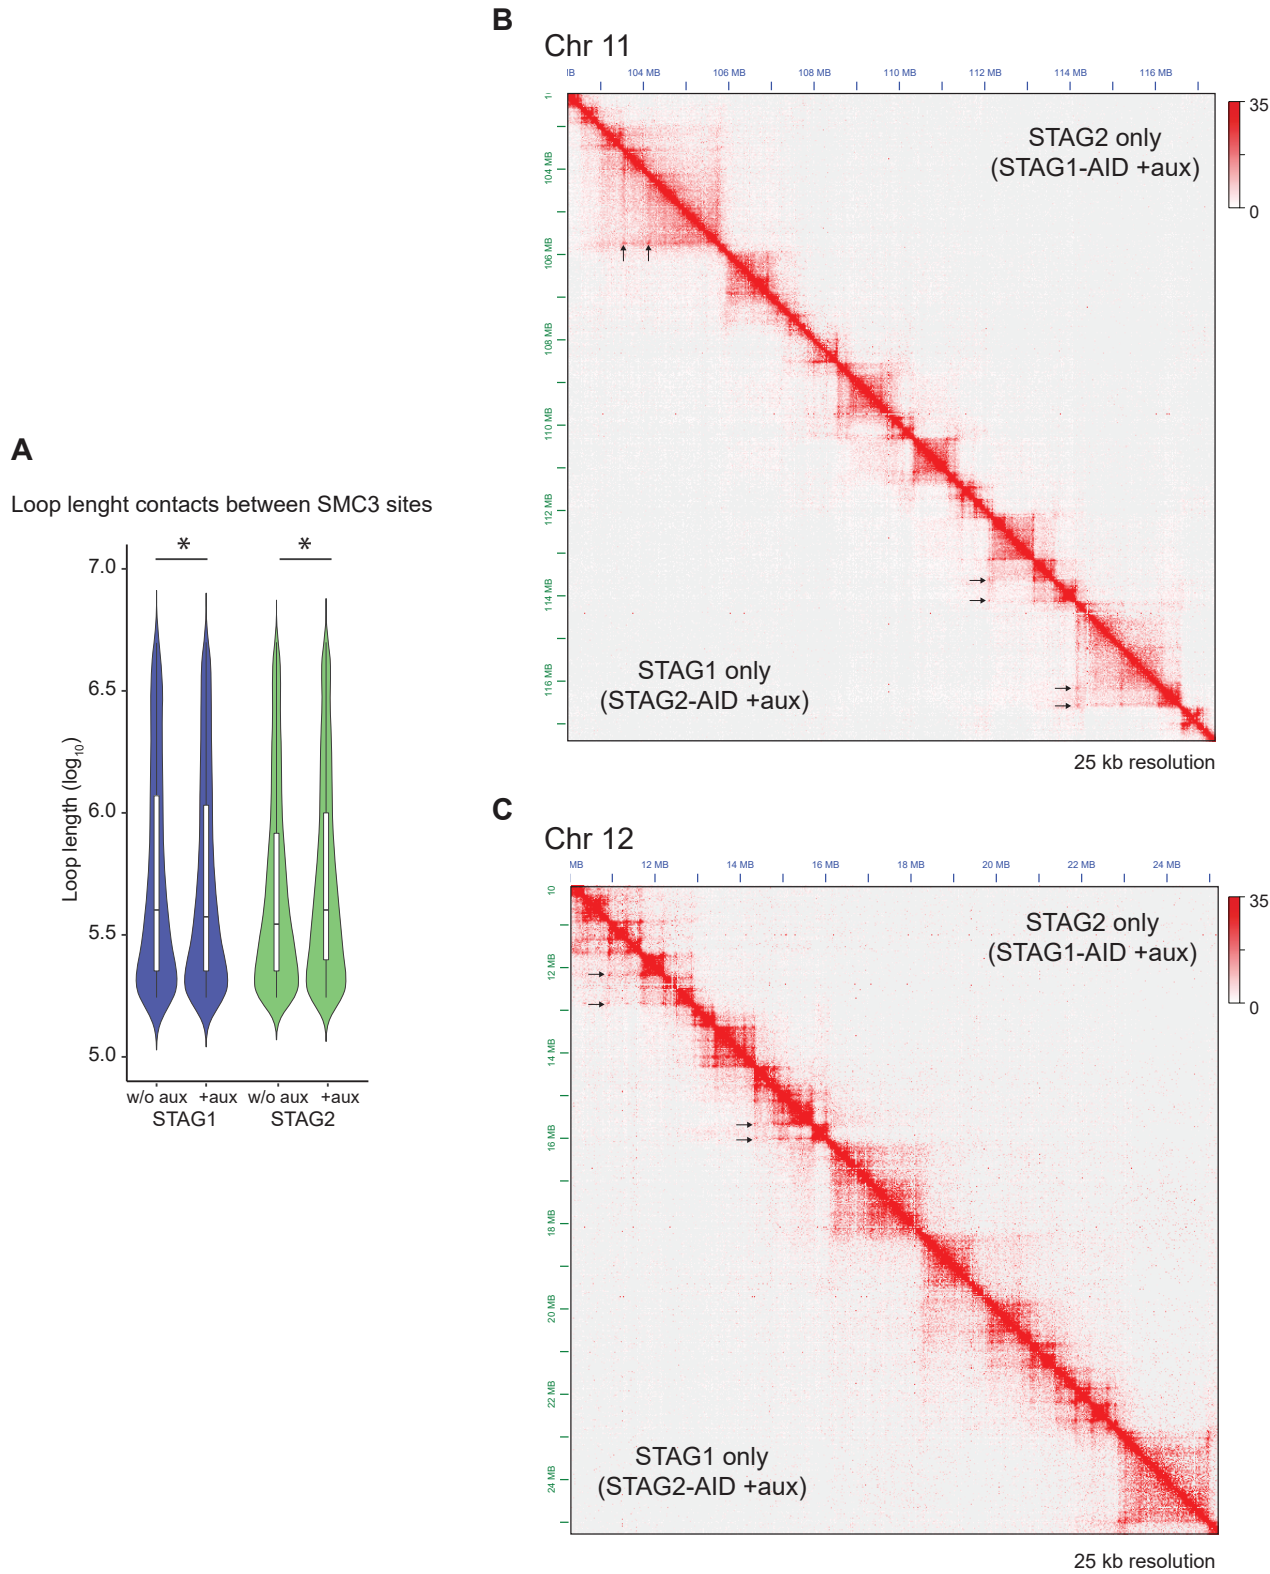 A
Loop lenght contacts between SMC3 sites
*
*
7.0
6.5
6.0
5.5
5.0
Loop length (log10)
w/o aux +aux w/o aux +aux
STAG1 STAG2
B
Chr 11
IB 104 MB 106 MB 108 MB 110 MB 112 MB 114 MB 116 MB
1
104 MB
106 MB
108 MB
110 MB
112 MB
114 MB
116 MB
STAG2 only
(STAG1-AID +aux)
35
0
STAG1 only
(STAG2-AID +aux)
25 kb resolution
C
Chr 12
MB 12 MB 14 MB 16 MB 18 MB 20 MB 22 MB 24 MB
10
12 MB
14 MB
16 MB
18 MB
20 MB
22 MB
24 MB
STAG2 only
(STAG1-AID +aux)
35
0
STAG1 only
(STAG2-AID +aux)
25 kb resolution